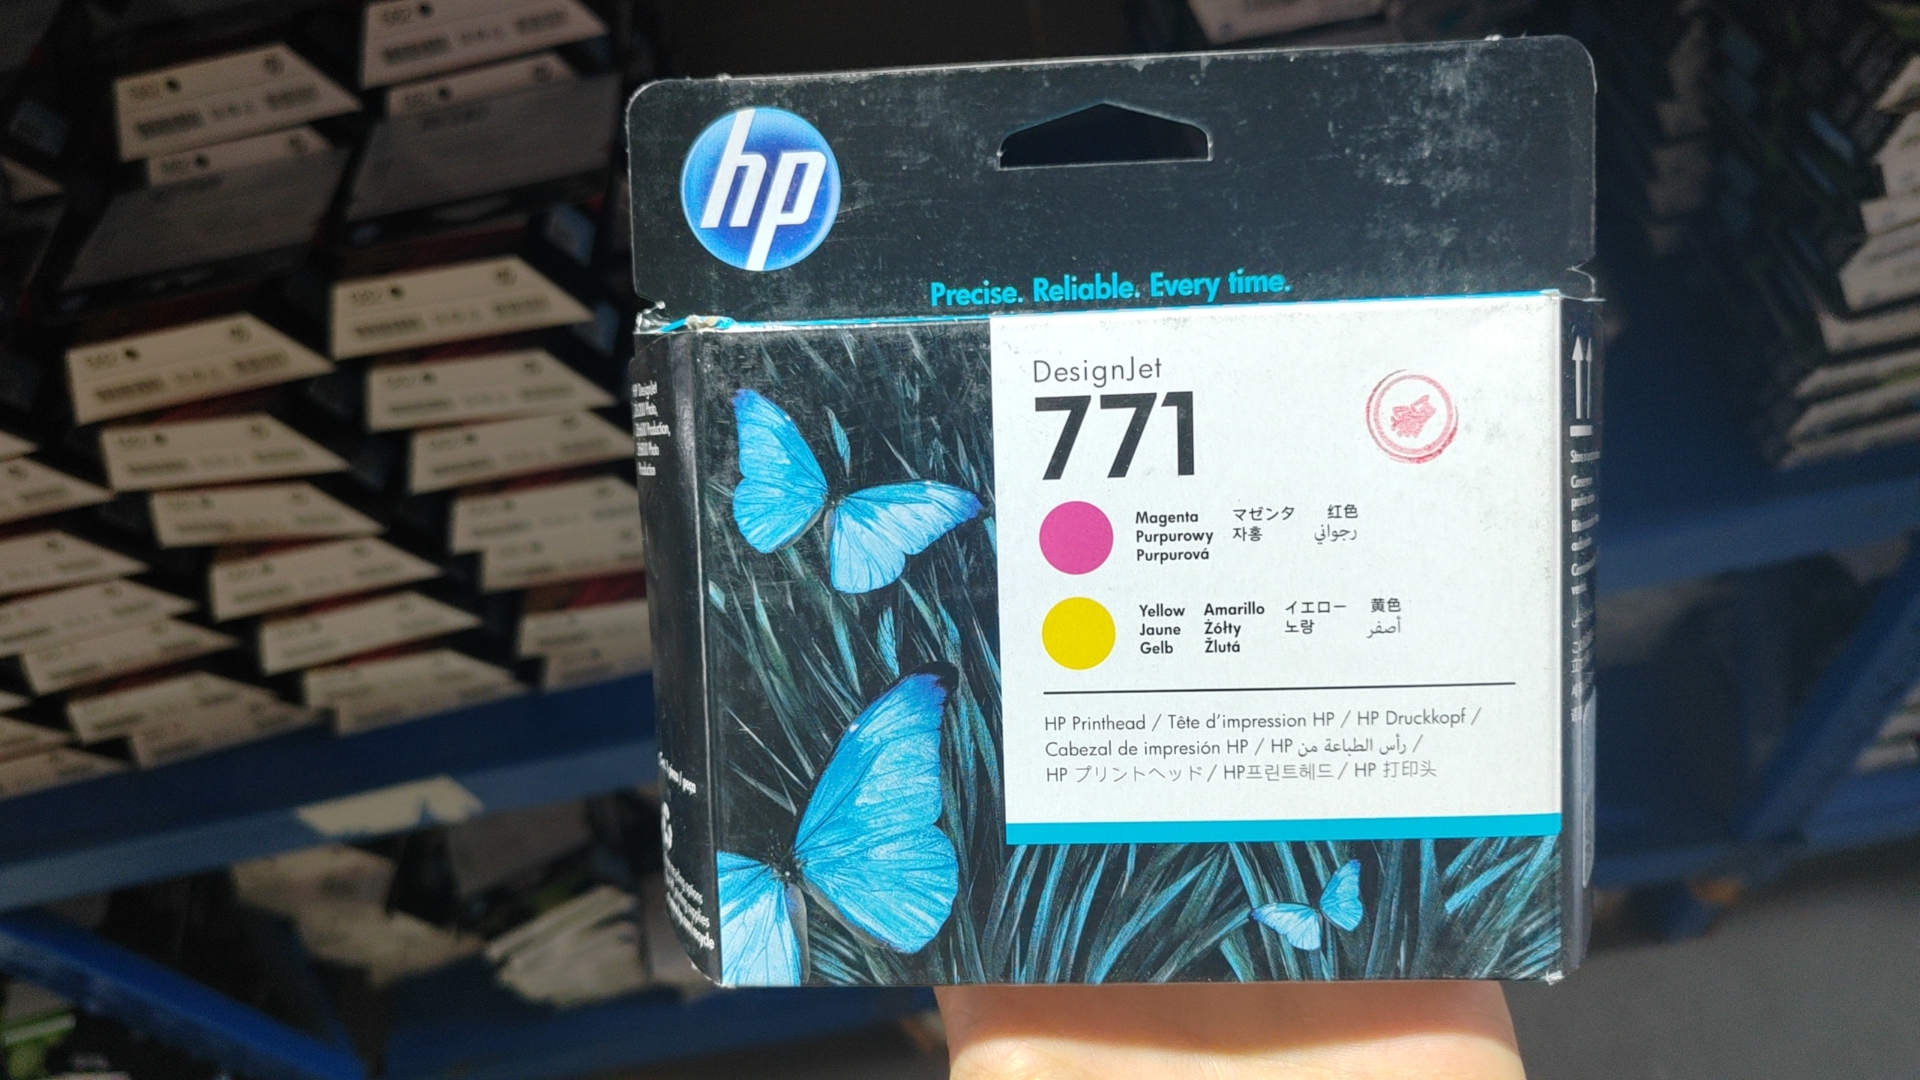 hp
Precise. Reliable. Every time.
DesignJet
771
Magenta マゼンタ 红色
Purpurowy 자홍 رجواني
Purpurová
Yellow Amarillo イエロー 黄色
Jaune Żółty 노랑 أصفر
Gelb Žlutá
HP Printhead / Tête d'impression HP / HP Druckkopf /
Cabezal de impresión HP / HP رأس الطباعة من /
HP プリントヘッド / HP프린트헤드 / HP 打印头